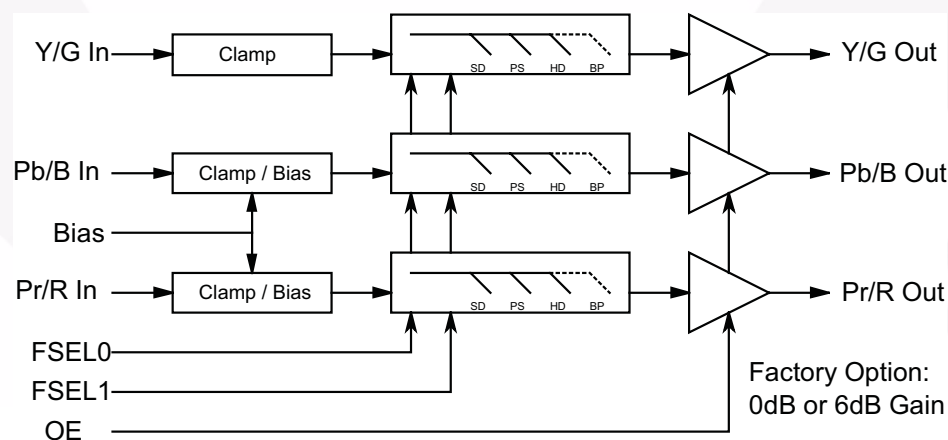 Y/G In
Clamp
SD PS HD BP
Y/G Out
Pb/B In
Clamp / Bias
SD PS HD BP
Pb/B Out
Bias
Pr/R In
Clamp / Bias
SD PS HD BP
Pr/R Out
FSEL0
FSEL1
OE
Factory Option:
0dB or 6dB Gain